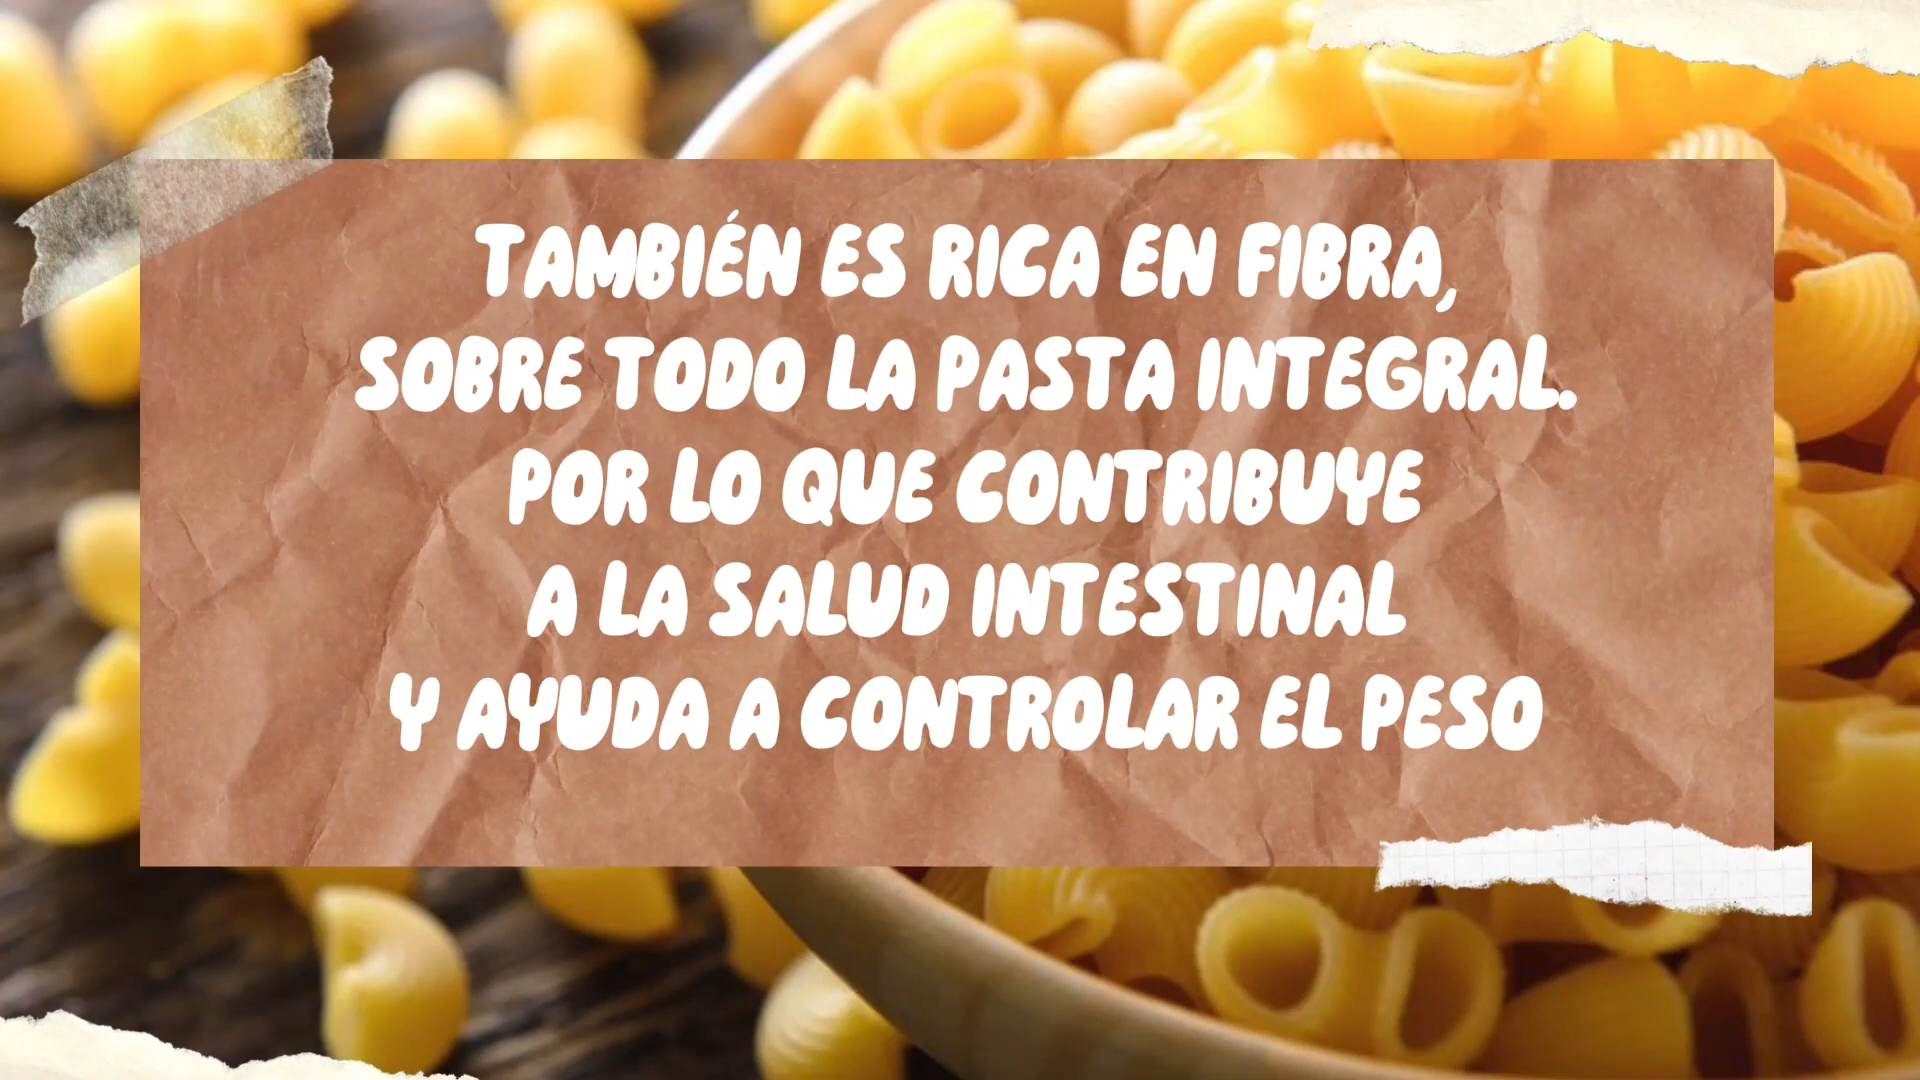 TAMBIÉN ES RICA EN FIBRA,
SOBRE TODO LA PASTA INTEGRAL.
POR LO QUE CONTRIBUYE
A LA SALUD INTESTINAL
Y AYUDA A CONTROLAR EL PESO